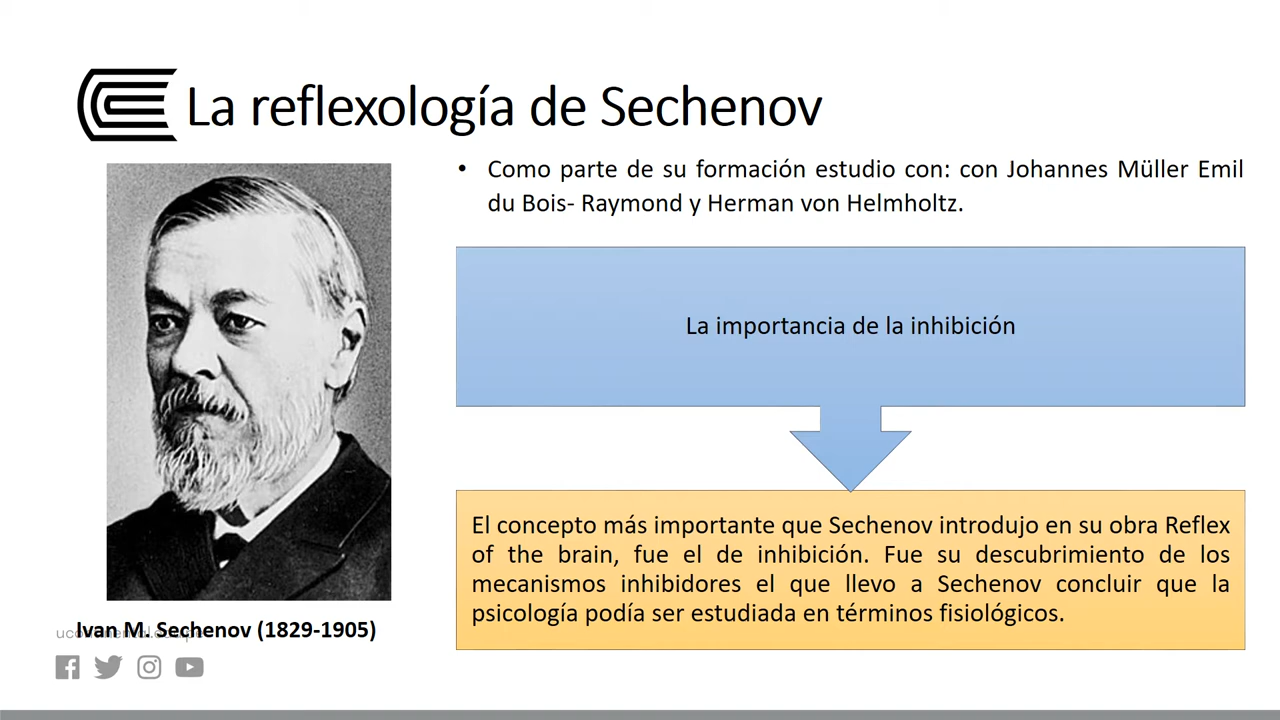 La reflexología de Sechenov
• Como parte de su formación estudio con: con Johannes Müller Emil
du Bois- Raymond y Herman von Helmholtz.
La importancia de la inhibición
El concepto más importante que Sechenov introdujo en su obra Reflex
of the brain, fue el de inhibición. Fue su descubrimiento de los
mecanismos inhibidores el que llevo a Sechenov concluir que la
psicología podía ser estudiada en términos fisiológicos.
Ivan M. Sechenov (1829-1905)